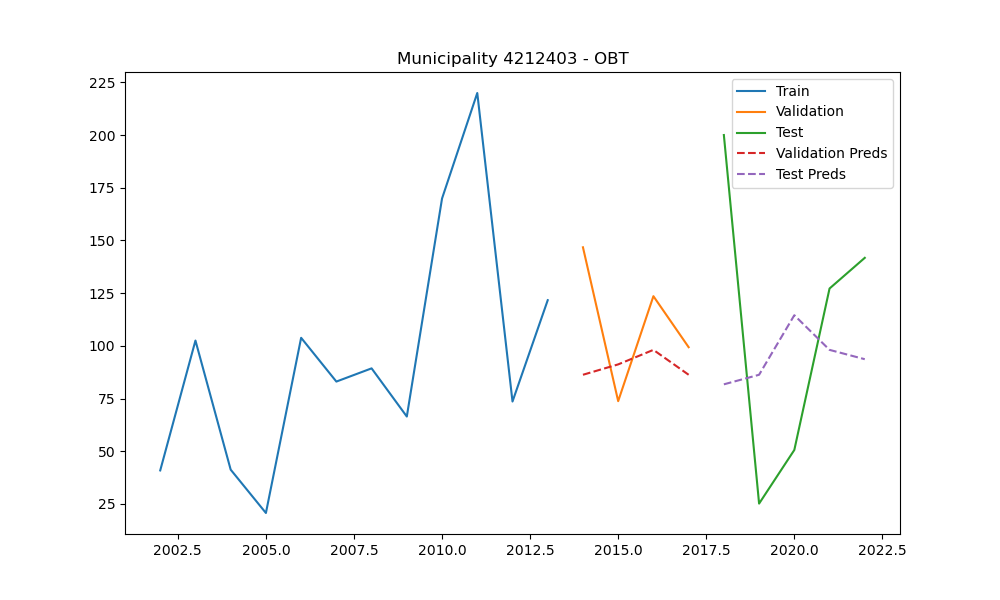 Municipality 4212403 - OBT
225
200
175
150
125
100
75
50
25
Train
Validation
Test
Validation Preds
Test Preds
2002.5 2005.0 2007.5 2010.0 2012.5 2015.0 2017.5 2020.0 2022.5